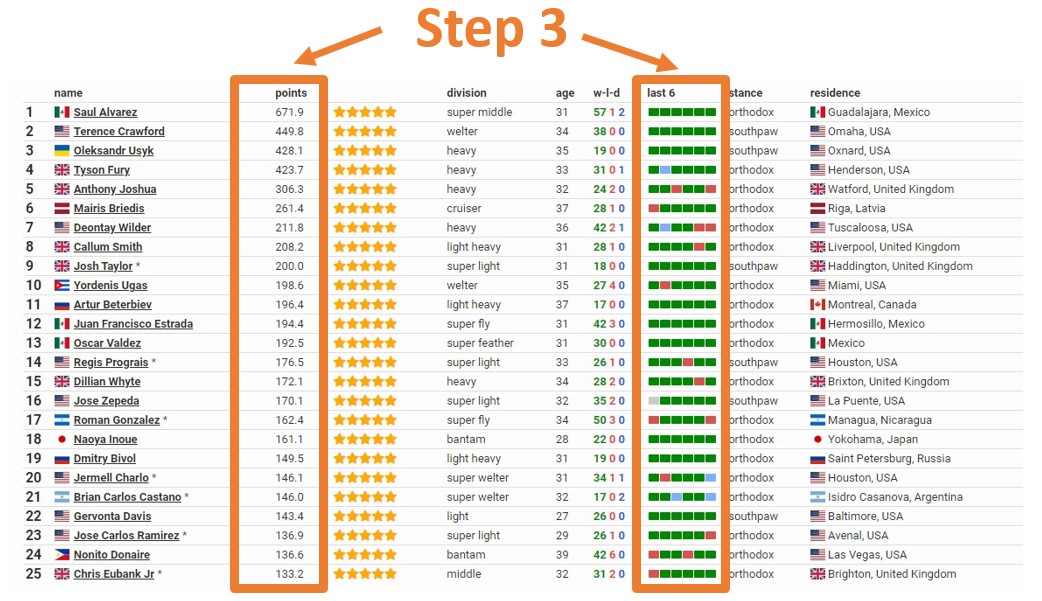 Step 3
name points division age w-l-d last 6 stance residence
1 Saul Alvarez 671.9 super middle 31 57 1 2 orthodox Guadalajara, Mexico
2 Terence Crawford 449.8 welter 34 38 0 0 southpaw Omaha, USA
3 Oleksandr Usyk 428.1 heavy 35 19 0 0 southpaw Oxnard, USA
4 Tyson Fury 423.7 heavy 33 31 0 1 orthodox Henderson, USA
5 Anthony Joshua 306.3 heavy 32 24 2 0 orthodox Watford, United Kingdom
6 Mairis Briedis 261.4 cruiser 37 28 1 0 orthodox Riga, Latvia
7 Deontay Wilder 211.8 heavy 36 42 2 1 orthodox Tuscaloosa, USA
8 Callum Smith 208.2 light heavy 31 28 1 0 orthodox Liverpool, United Kingdom
9 Josh Taylor * 200.0 super light 31 18 0 0 southpaw Haddington, United Kingdom
10 Yordenis Ugas 198.6 welter 35 27 4 0 orthodox Miami, USA
11 Artur Beterbiev 196.4 light heavy 37 17 0 0 orthodox Montreal, Canada
12 Juan Francisco Estrada 194.4 super fly 31 42 3 0 orthodox Hermosillo, Mexico
13 Oscar Valdez 192.5 super feather 31 30 0 0 orthodox Mexico
14 Regis Prograis * 176.5 super light 33 26 1 0 southpaw Houston, USA
15 Dillian Whyte 172.1 heavy 34 28 2 0 orthodox Brixton, United Kingdom
16 Jose Zepeda 170.1 super light 32 35 2 0 southpaw La Puente, USA
17 Roman Gonzalez * 162.4 super fly 34 50 3 0 orthodox Managua, Nicaragua
18 Naoya Inoue 161.1 bantam 28 22 0 0 orthodox Yokohama, Japan
19 Dmitry Bivol 149.5 light heavy 31 19 0 0 orthodox Saint Petersburg, Russia
20 Jermell Charlo * 146.1 super welter 31 34 1 1 orthodox Houston, USA
21 Brian Carlos Castano * 146.0 super welter 32 17 0 2 orthodox Isidro Casanova, Argentina
22 Gervonta Davis 143.4 light 27 26 0 0 southpaw Baltimore, USA
23 Jose Carlos Ramirez * 136.9 super light 29 26 1 0 orthodox Avenal, USA
24 Nonito Donaire 136.6 bantam 39 42 6 0 orthodox Las Vegas, USA
25 Chris Eubank Jr * 133.2 middle 32 31 2 0 orthodox Brighton, United Kingdom